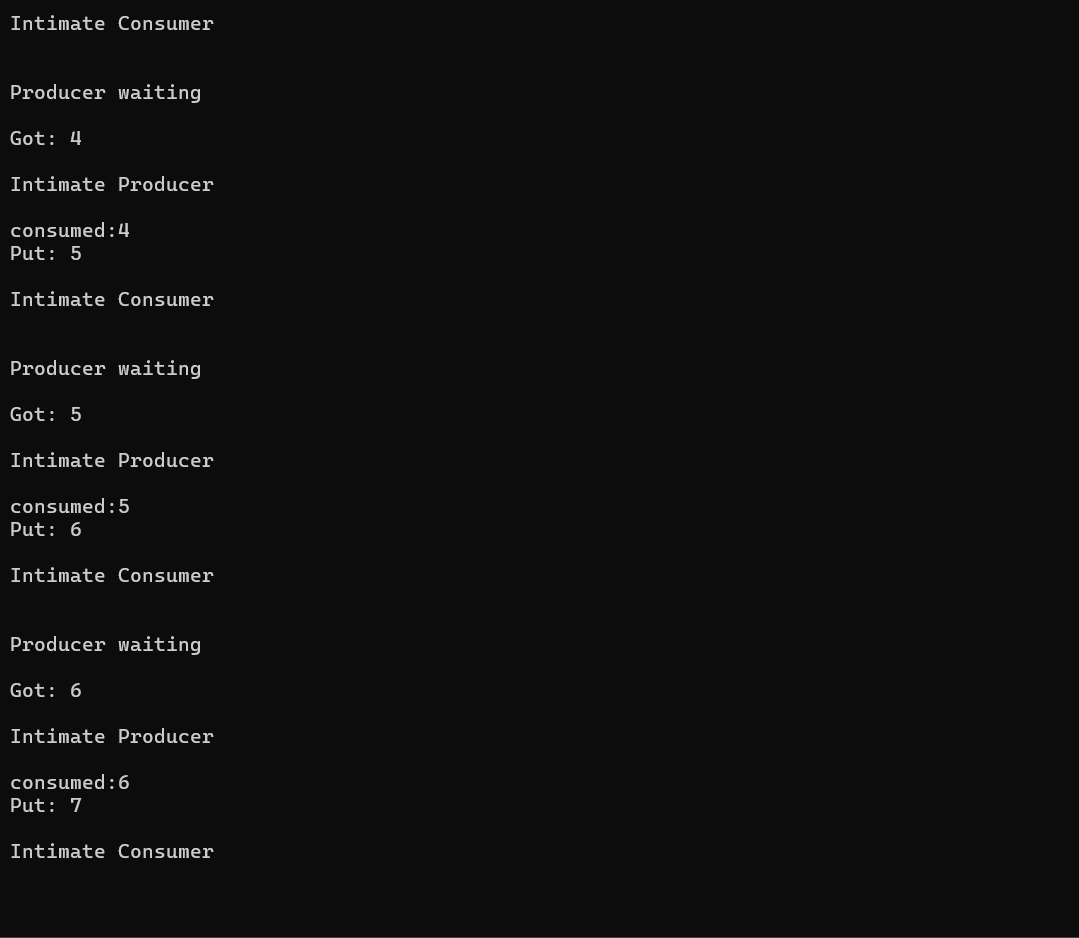 Intimate Consumer
Producer waiting
Got: 4
Intimate Producer
consumed:4
Put: 5
Intimate Consumer
Producer waiting
Got: 5
Intimate Producer
consumed:5
Put: 6
Intimate Consumer
Producer waiting
Got: 6
Intimate Producer
consumed:6
Put: 7
Intimate Consumer